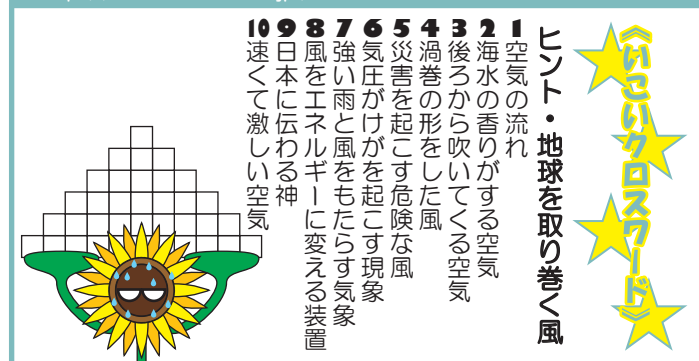 《いこいクロスワード》
ヒント・地球を取り巻く風
1空気の流れ
2海水の香りがする空気
3後ろから吹いてくる空気
4渦巻の形をした風
5災害を起こす危険な風
6気圧がけがを起こす現象
7強い雨と風をもたらす気象
8風をエネルギーに変える装置
9日本に伝わる神
10速くて激しい空気